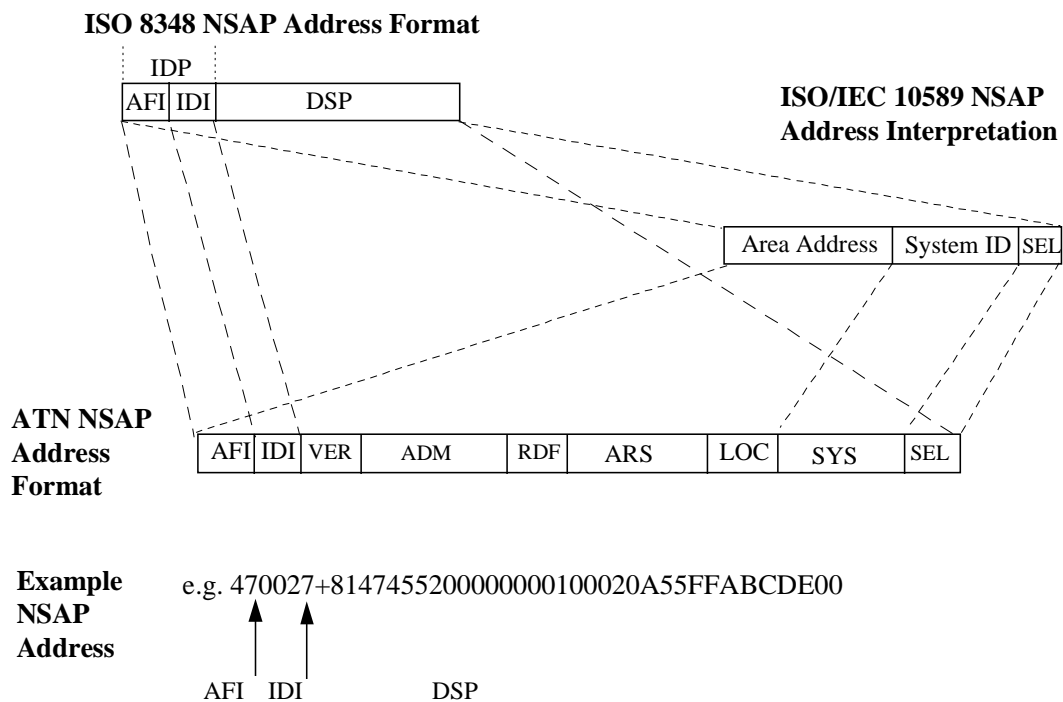 ISO 8348 NSAP Address Format
IDP
AFI IDI DSP
ISO/IEC 10589 NSAP
Address Interpretation
Area Address System ID SEL
ATN NSAP
Address
Format
AFI IDI VER ADM RDF ARS LOC SYS SEL
Example
NSAP
Address
e.g. 470027+81474552000000000100020A55FFABCDE00
AFI IDI DSP